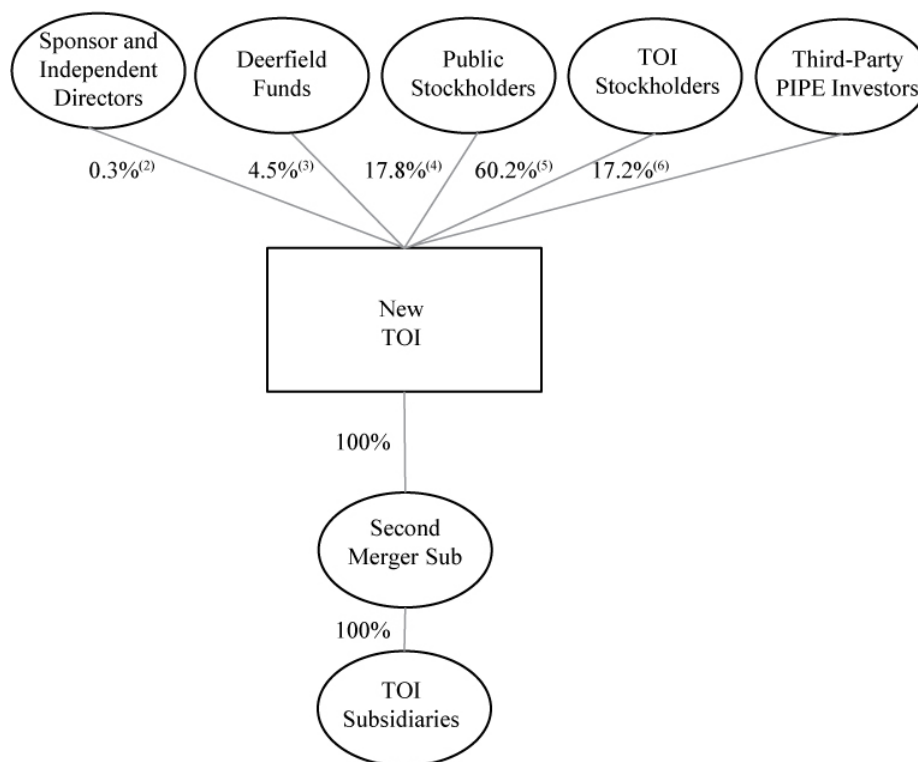 Sponsor and
Independent
Directors
Deerfield
Funds
Public
Stockholders
TOI
Stockholders
Third-Party
PIPE Investors
0.3%(2)
4.5%(3)
17.8%(4)
60.2%(5)
17.2%(6)
New
TOI
100%
Second
Merger Sub
100%
TOI
Subsidiaries